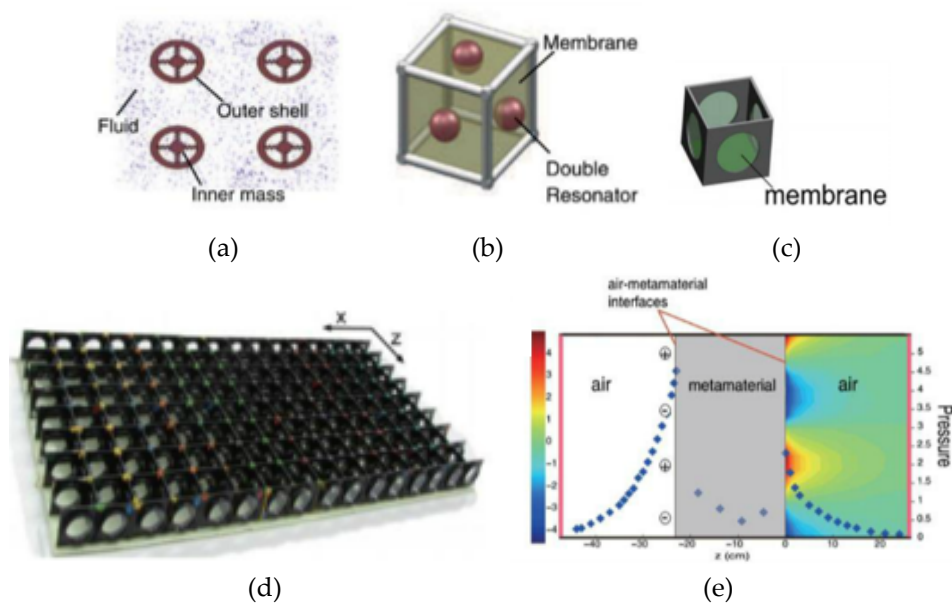 Fluid
Outer shell
Inner mass
(a)
Membrane
Double
Resonator
(b)
membrane
(c)
X
Z
(d)
air-metamaterial
interfaces
4
3
2
1
0
−1
−2
−3
−4
air
metamaterial
air
+
-
+
-
5
4.5
4
3.5
3
2.5
2
1.5
1
0.5
0
Pressure
−40
−20
−10
0
20
z (cm)
(e)